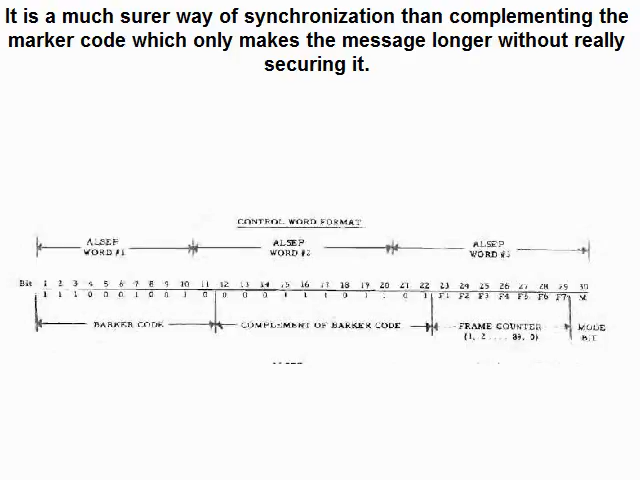 It is a much surer way of synchronization than complementing the
marker code which only makes the message longer without really
securing it.
CONTROL WORD FORMAT
ALSEP WORD #1 ALSEP WORD #2 ALSEP WORD #3
Bit 1 2 3 4 5 6 7 8 9 10 11 12 13 14 15 16 17 18 19 20 21 22 23 24 25 26 27 28 29 30
1 1 1 0 0 0 1 0 0 1 0 0 0 0 1 1 1 0 1 0 1 F1 F2 F3 F4 F5 F6 F7 M
BARKER CODE COMPLEMENT OF BARKER CODE FRAME COUNTER MODE
(1, 2 .... 89, 0) BIT